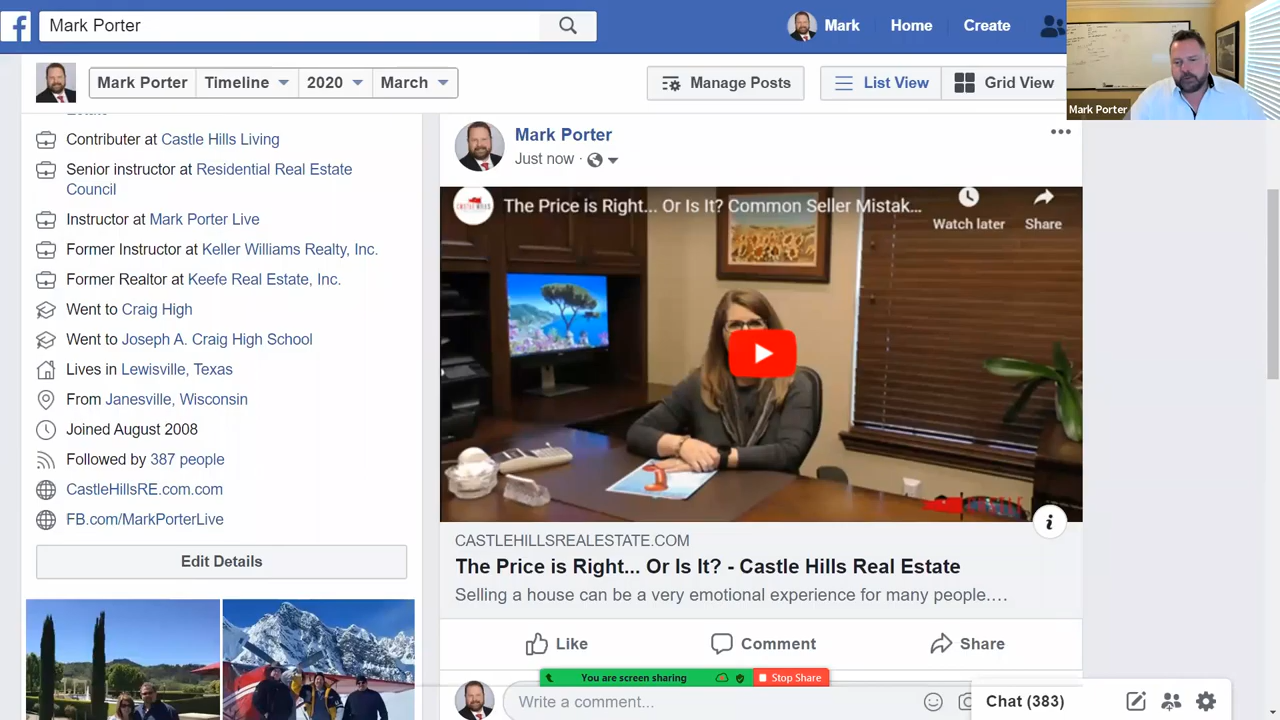 Mark Porter
Mark
Home
Create
Mark Porter
Mark Porter
Timeline
2020
March
Manage Posts
List View
Grid View
Contributer at Castle Hills Living
Senior instructor at Residential Real Estate
Council
Instructor at Mark Porter Live
Former Instructor at Keller Williams Realty, Inc.
Former Realtor at Keefe Real Estate, Inc.
Went to Craig High
Went to Joseph A. Craig High School
Lives in Lewisville, Texas
From Janesville, Wisconsin
Joined August 2008
Followed by 387 people
CastleHillsRE.com.com
FB.com/MarkPorterLive
Edit Details
Mark Porter
Just now ·
The Price is Right... Or Is It? Common Seller Mistak...
Watch later
Share
CASTLEHILLSREALESTATE.COM
The Price is Right... Or Is It? - Castle Hills Real Estate
Selling a house can be a very emotional experience for many people....
Like
Comment
Share
You are screen sharing
Stop Share
Write a comment...
Chat (383)